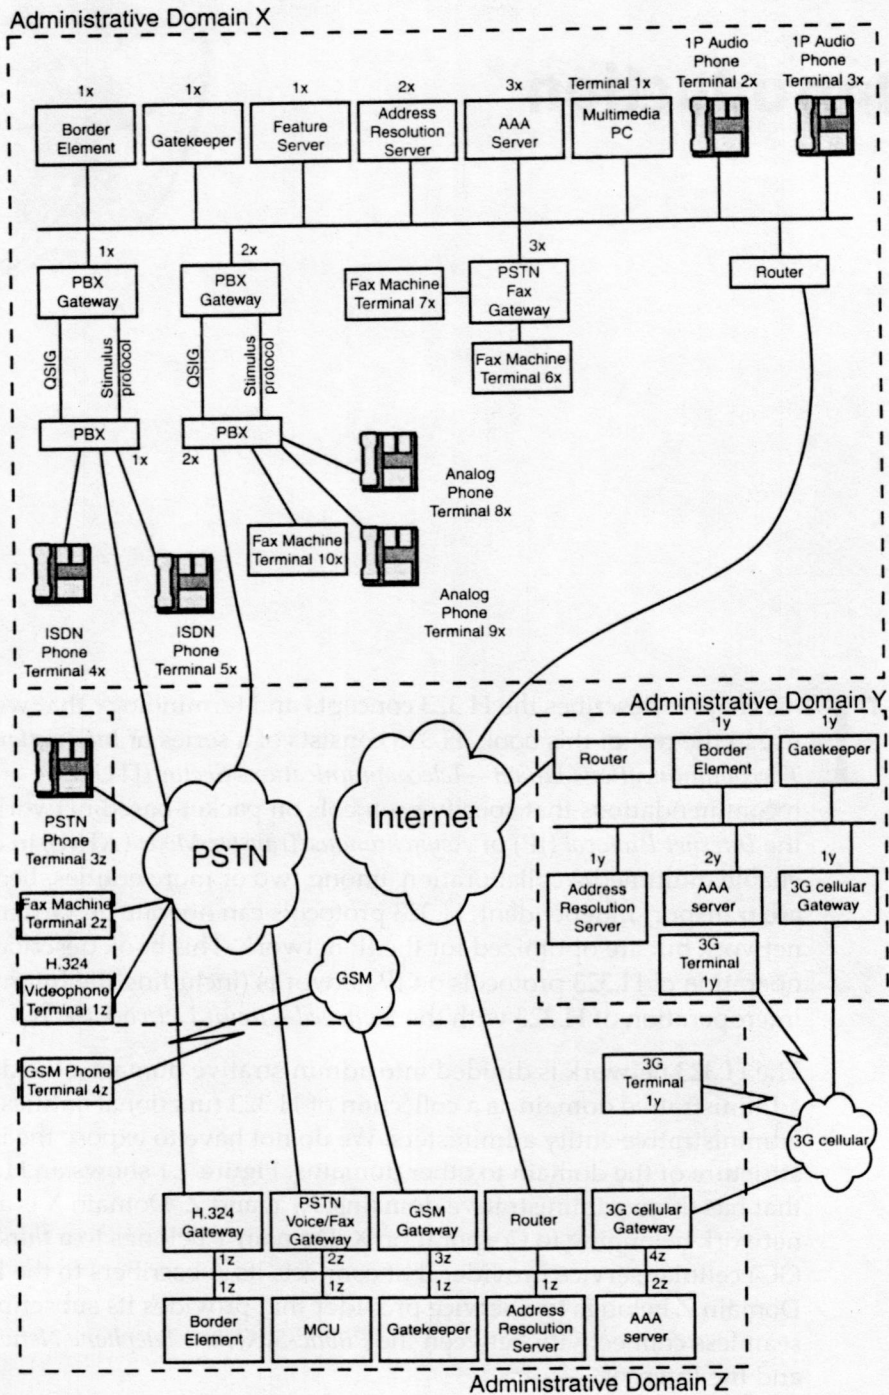 Administrative Domain X
1P Audio
Phone
Terminal 2x
1P Audio
Phone
Terminal 3x
1x
Border
Element
1x
Gatekeeper
1x
Feature
Server
2x
Address
Resolution
Server
3x
AAA
Server
Terminal 1x
Multimedia
PC
1x
PBX
Gateway
2x
PBX
Gateway
Fax Machine
Terminal 7x
3x
PSTN
Fax
Gateway
Router
Fax Machine
Terminal 6x
QSIG
Stimulus
protocol
QSIG
Stimulus
protocol
PBX
1x
PBX
2x
Analog
Phone
Terminal 8x
Fax Machine
Terminal 10x
Analog
Phone
Terminal 9x
ISDN
Phone
Terminal 4x
ISDN
Phone
Terminal 5x
Administrative Domain Y
PSTN
Phone
Terminal 3z
Fax Machine
Terminal 2z
H.324
Videophone
Terminal 1z
GSM Phone
Terminal 4z
PSTN
Internet
GSM
Router
1y
Border
Element
1y
Gatekeeper
1y
Address
Resolution
Server
2y
AAA
server
1y
3G cellular
Gateway
3G
Terminal
1y
3G
Terminal
1y
3G cellular
H.324
Gateway
1z
PSTN
Voice/Fax
Gateway
2z
GSM
Gateway
3z
Router
3G cellular
Gateway
4z
1z
Border
Element
1z
MCU
1z
Gatekeeper
1z
Address
Resolution
Server
2z
AAA
server
Administrative Domain Z